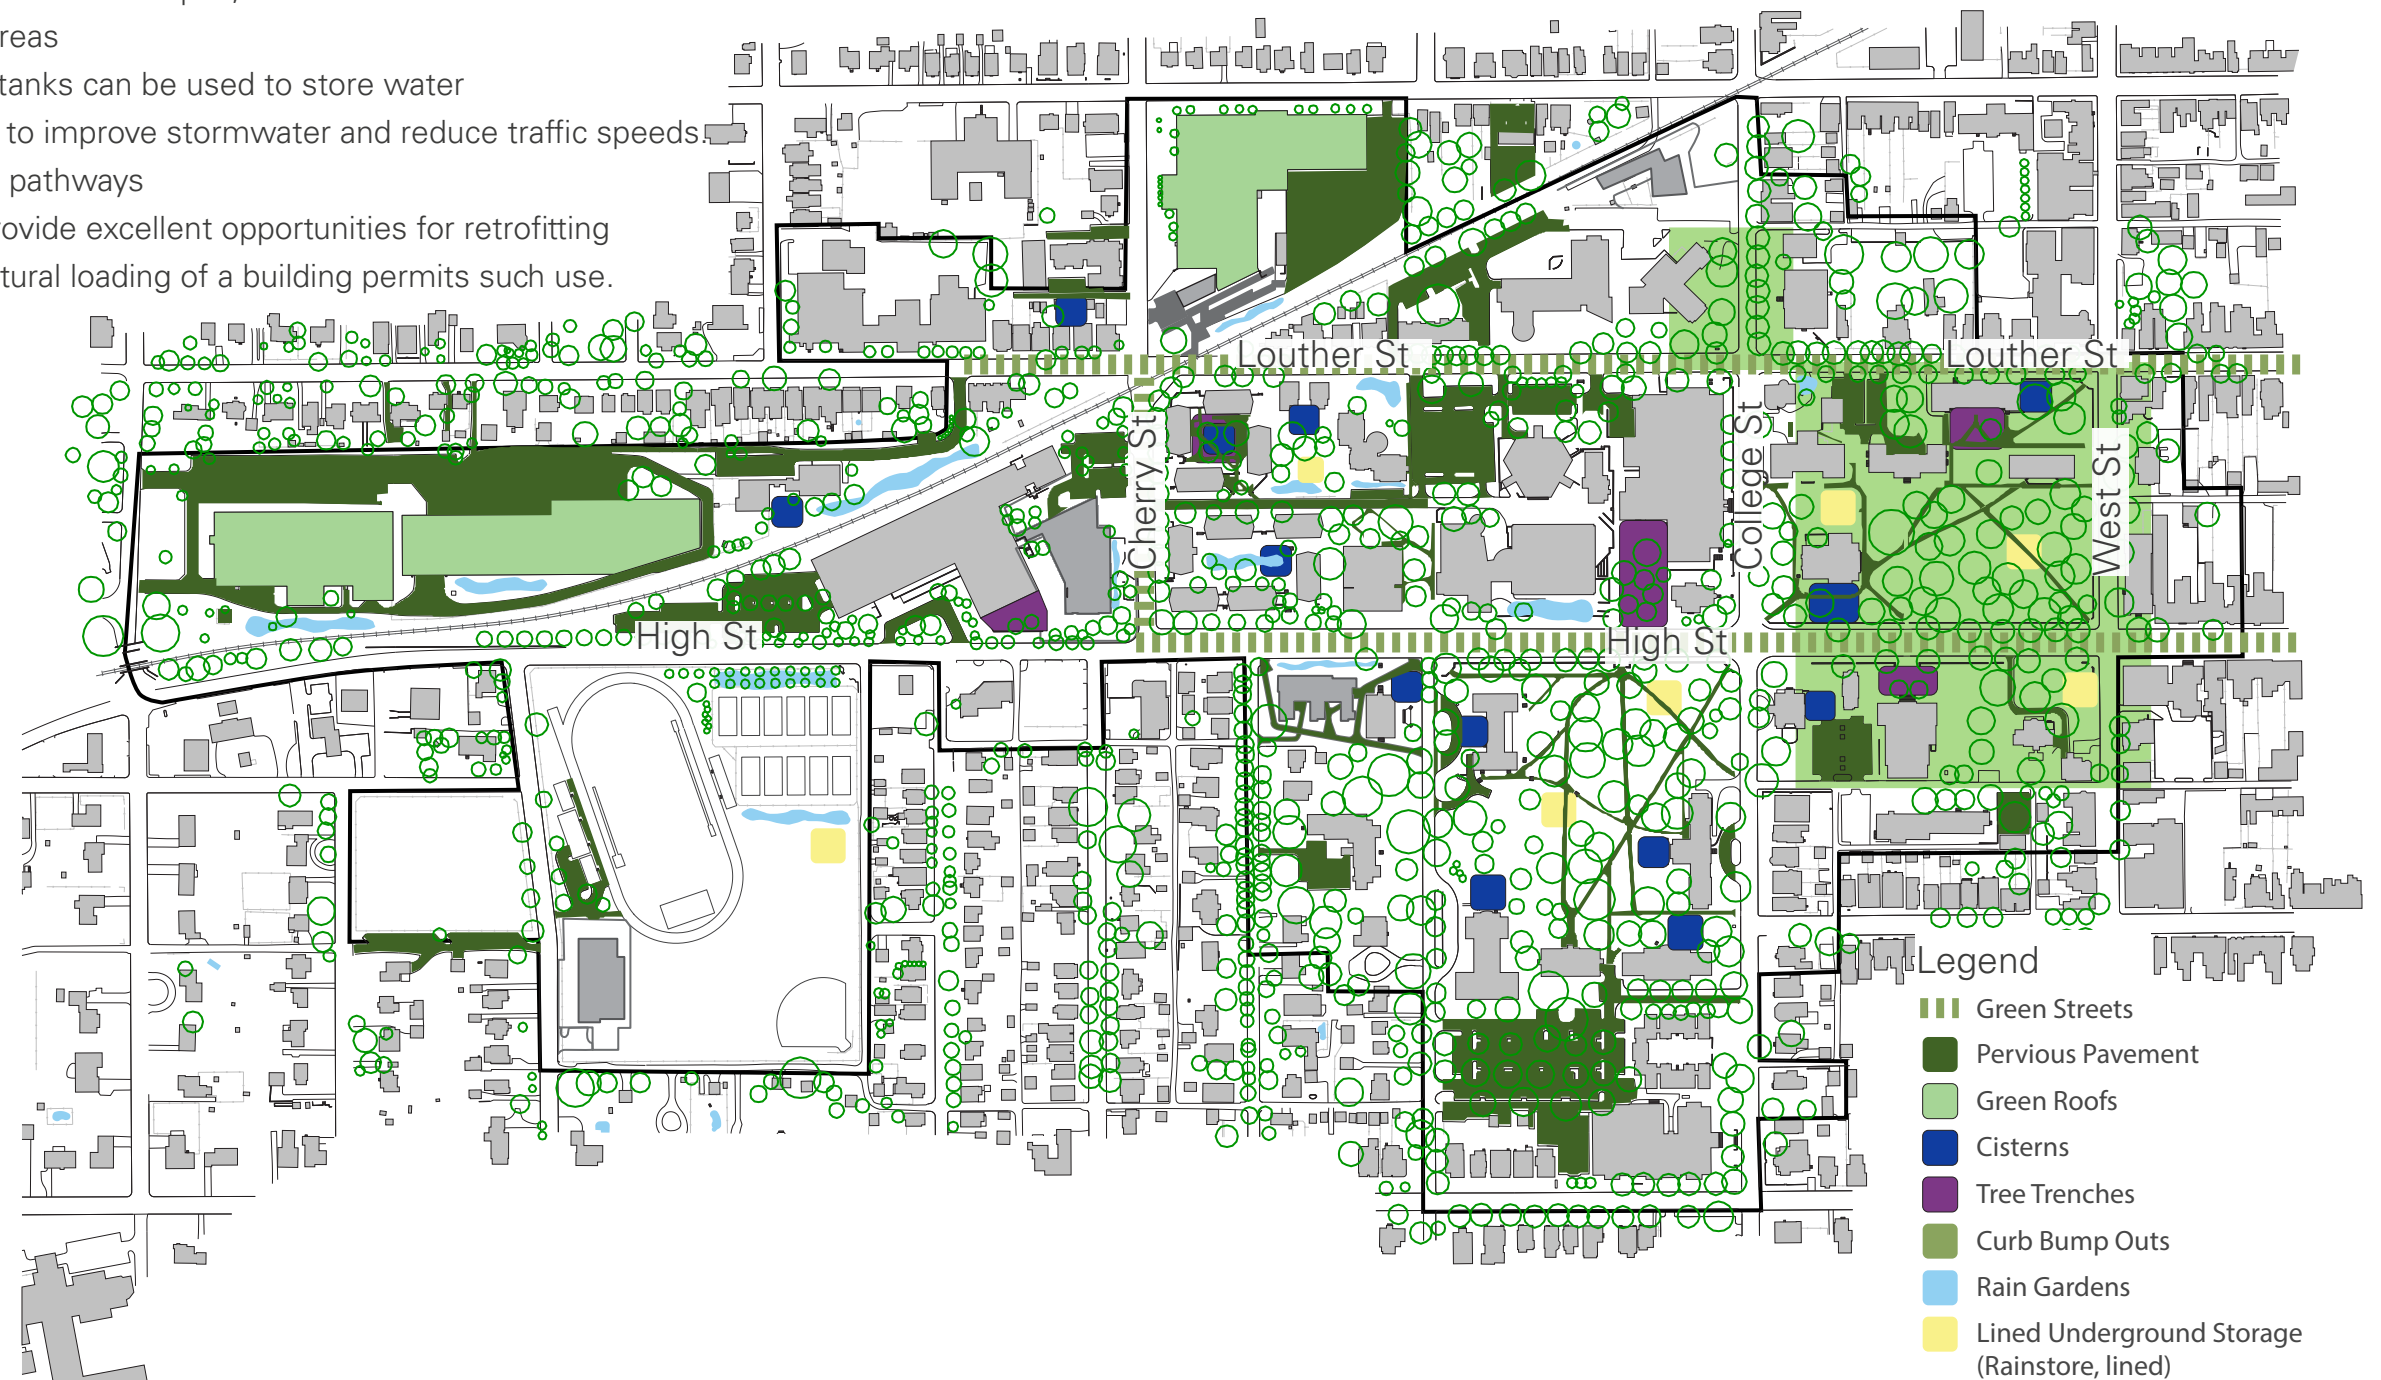 reas
tanks can be used to store water
to improve stormwater and reduce traffic speeds.
pathways
ovide excellent opportunities for retrofitting
tural loading of a building permits such use.
Louther St
Louther St
Cherry St
College St
West St
High St
High St
Legend
Green Streets
Pervious Pavement
Green Roofs
Cisterns
Tree Trenches
Curb Bump Outs
Rain Gardens
Lined Underground Storage
(Rainstore, lined)